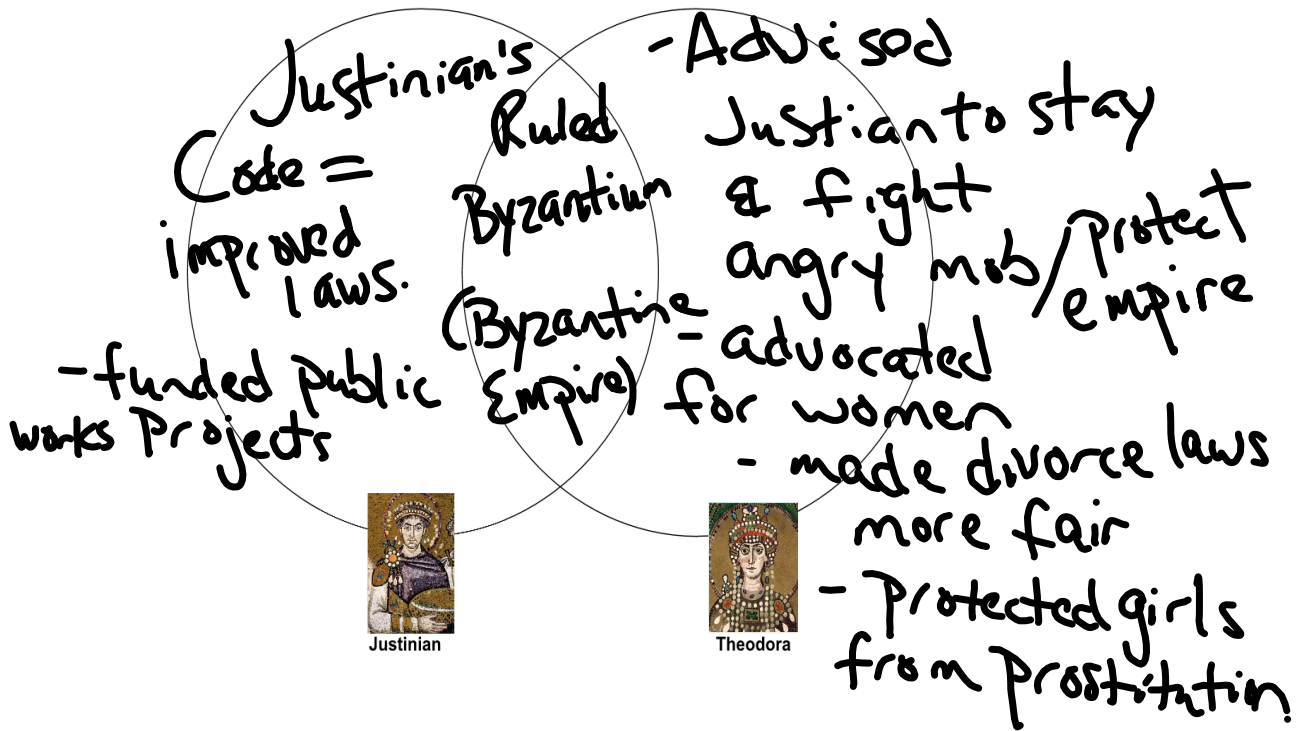 Justinian's
Code =
improved
laws.
-funded public
works Projects
Ruled
Byzantium
(Byzantine
Empire)
-Advised
Justian to stay
& fight
angry mob/protect
empire
-advocated
for women
- made divorce laws
more fair
- protected girls
from prostitution.
Justinian
Theodora